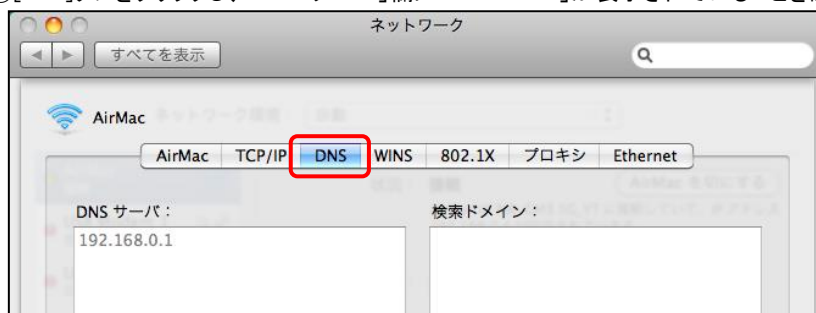 ネットワーク
すべてを表示
AirMac
AirMac TCP/IP DNS WINS 802.1X プロキシ Ethernet
DNS サーバ： 検索ドメイン：
192.168.0.1